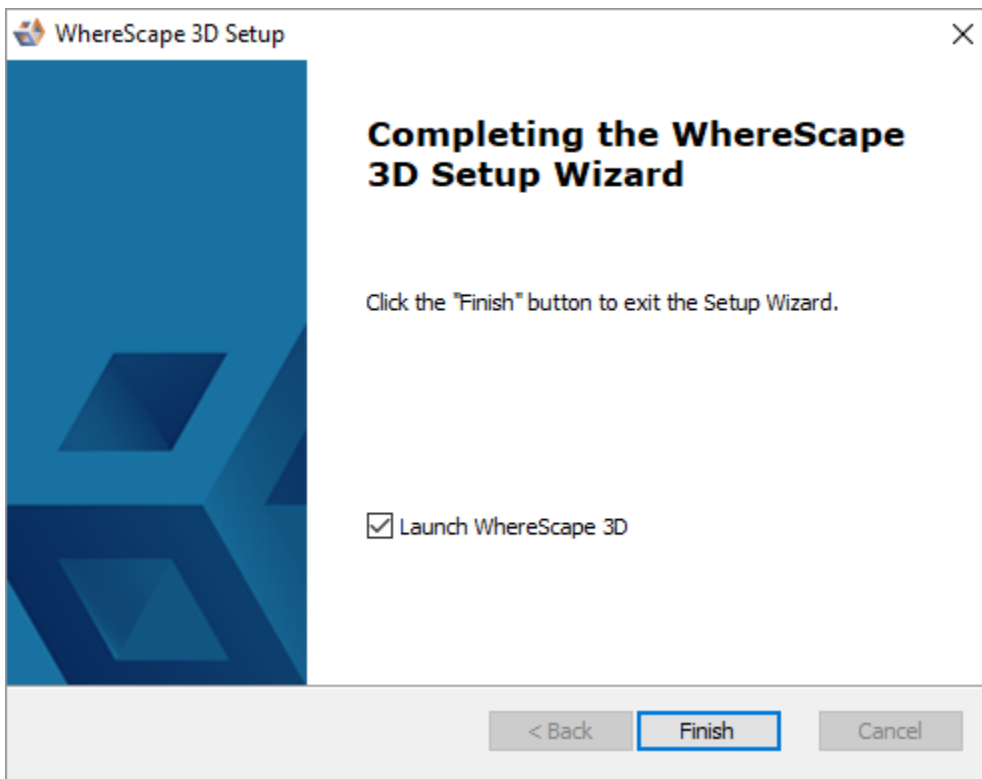 WhereScape 3D Setup
Completing the WhereScape
3D Setup Wizard
Click the "Finish" button to exit the Setup Wizard.
Launch WhereScape 3D
< Back
Finish
Cancel